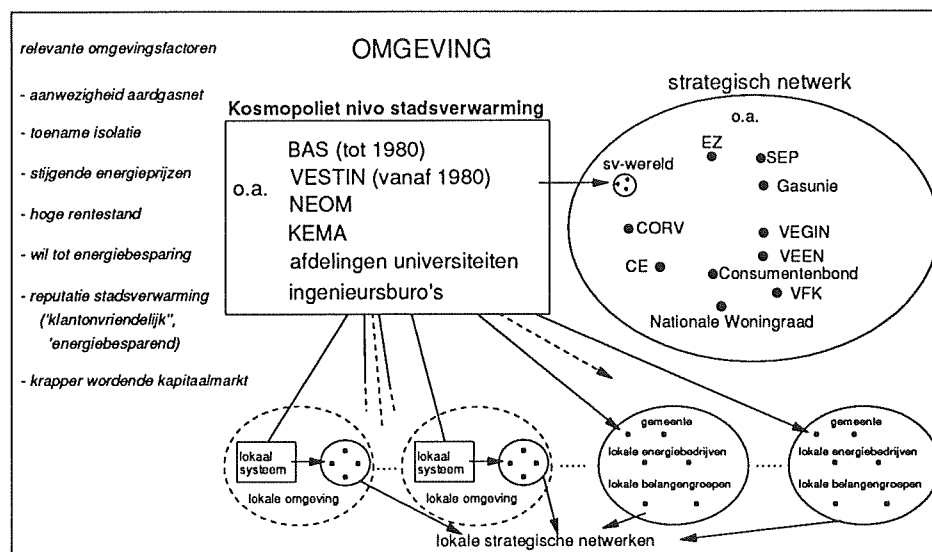 relevante omgevingsfactoren
- aanwezigheid aardgasnet
- toename isolatie
- stijgende energieprijzen
- hoge rentestand
- wil tot energiebesparing
- reputatie stadsverwarming
('klantonvriendelijk",
'energiebesparend)
- krapper wordende kapitaalmarkt
OMGEVING
Kosmopoliet nivo stadsverwarming
o.a.
BAS (tot 1980)
VESTIN (vanaf 1980)
NEOM
KEMA
afdelingen universiteiten
ingenieursburo's
strategisch netwerk
o.a.
EZ
SEP
sv-wereld
Gasunie
CORV
VEGIN
VEEN
CE
Consumentenbond
VFK
Nationale Woningraad
lokaal
systeem
lokale omgeving
lokaal
systeem
lokale omgeving
gemeente
lokale energiebedrijven
lokale belangengroepen
gemeente
lokale energiebedrijven
lokale belangengroepen
lokale strategische netwerken